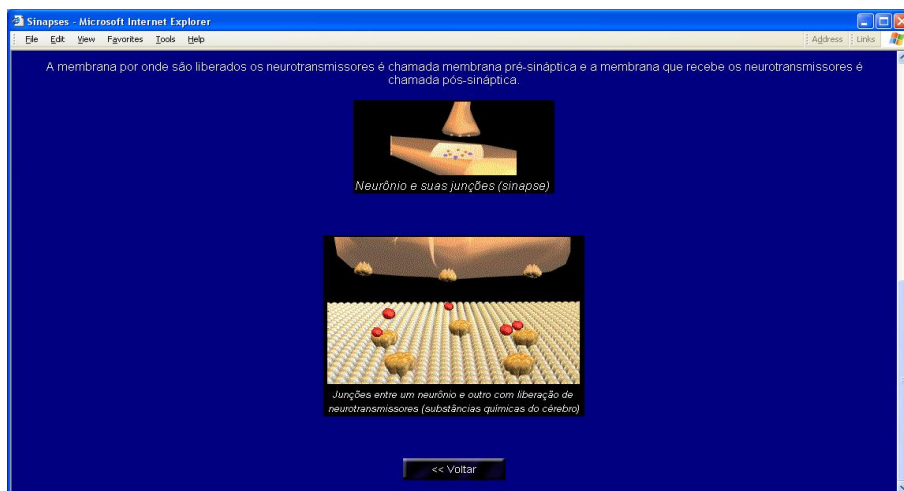 Sinapses - Microsoft Internet Explorer
File Edit View Favorites Tools Help
Address Links
A membrana por onde são liberados os neurotransmissores é chamada membrana pré-sináptica e a membrana que recebe os neurotransmissores é
chamada pós-sináptica.
Neurônio e suas junções (sinapse)
Junções entre um neurônio e outro com liberação de
neurotransmissores (substâncias químicas do cérebro)
<< Voltar